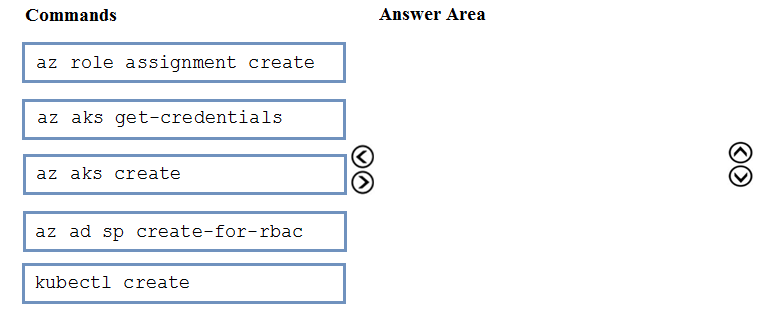 Commands
Answer Area
az role assignment create
az aks get-credentials
az aks create
az ad sp create-for-rbac
kubectl create